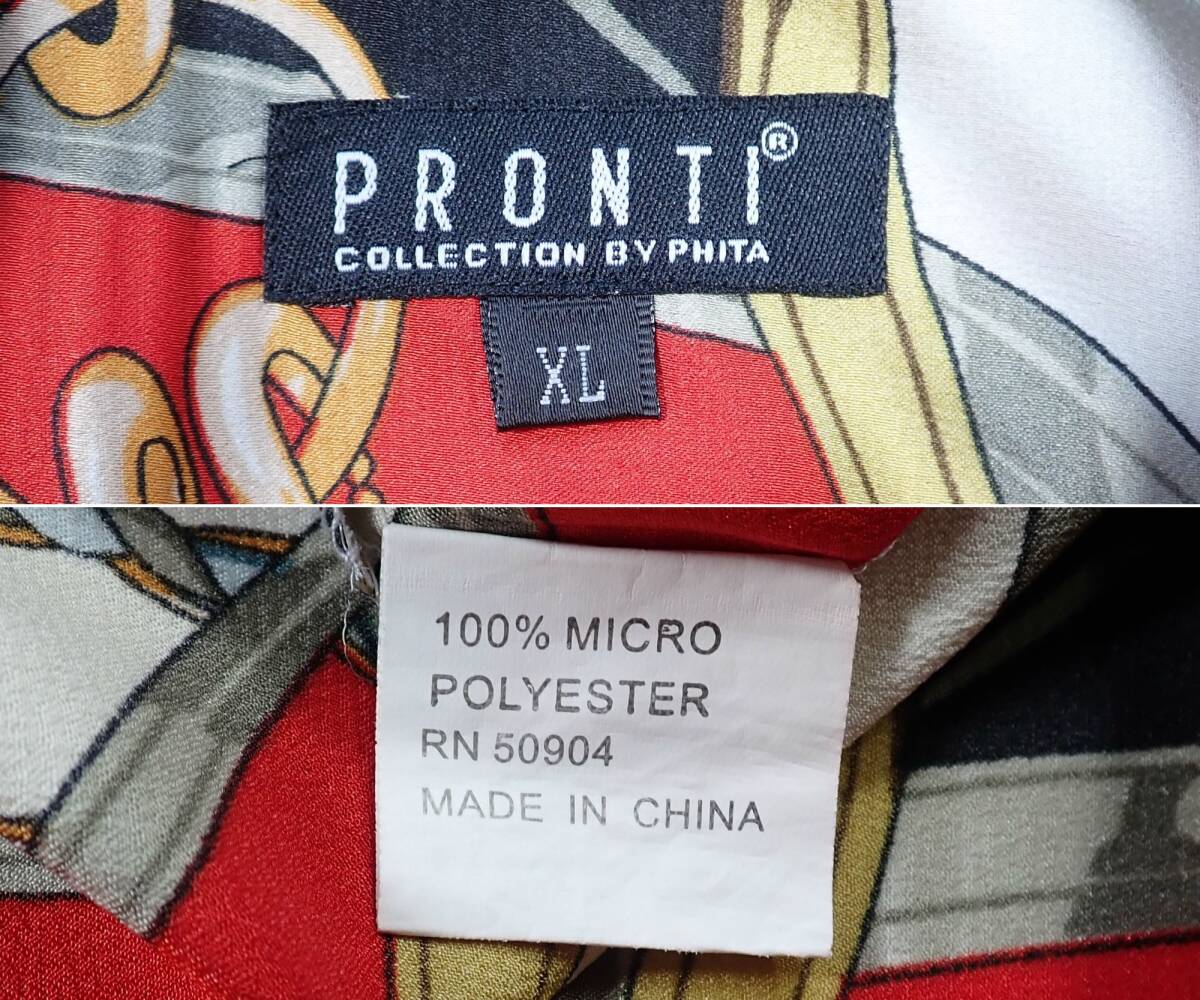 PRONTI®
COLLECTION BY PHITA
XL
100% MICRO
POLYESTER
RN 50904
MADE IN CHINA